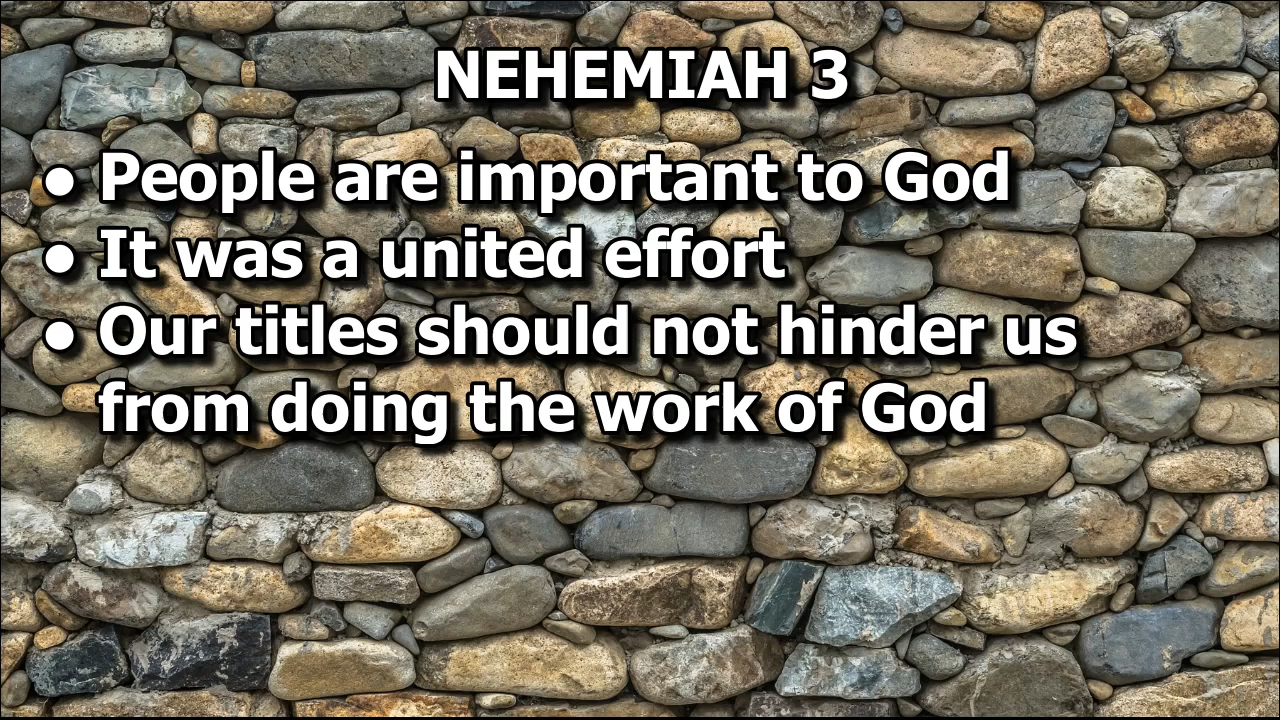 NEHEMIAH 3
• People are important to God
• It was a united effort
• Our titles should not hinder us
from doing the work of God